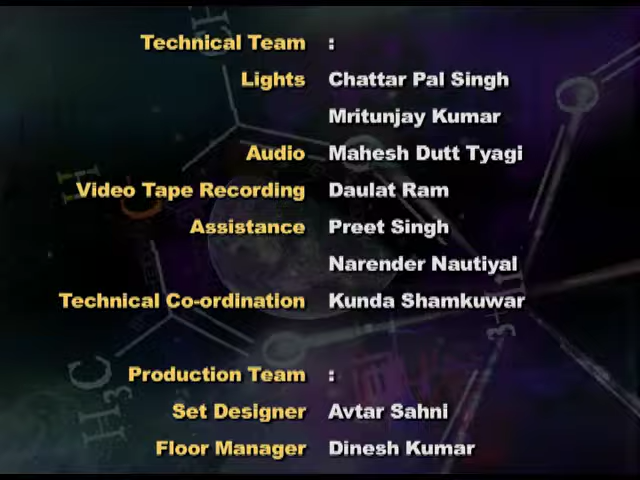 Technical Team :
Lights Chattar Pal Singh
Mritunjay Kumar
Audio Mahesh Dutt Tyagi
Video Tape Recording Daulat Ram
Assistance Preet Singh
Narender Nautiyal
Technical Co-ordination Kunda Shamkuwar
Production Team :
Set Designer Avtar Sahni
Floor Manager Dinesh Kumar
H₃C